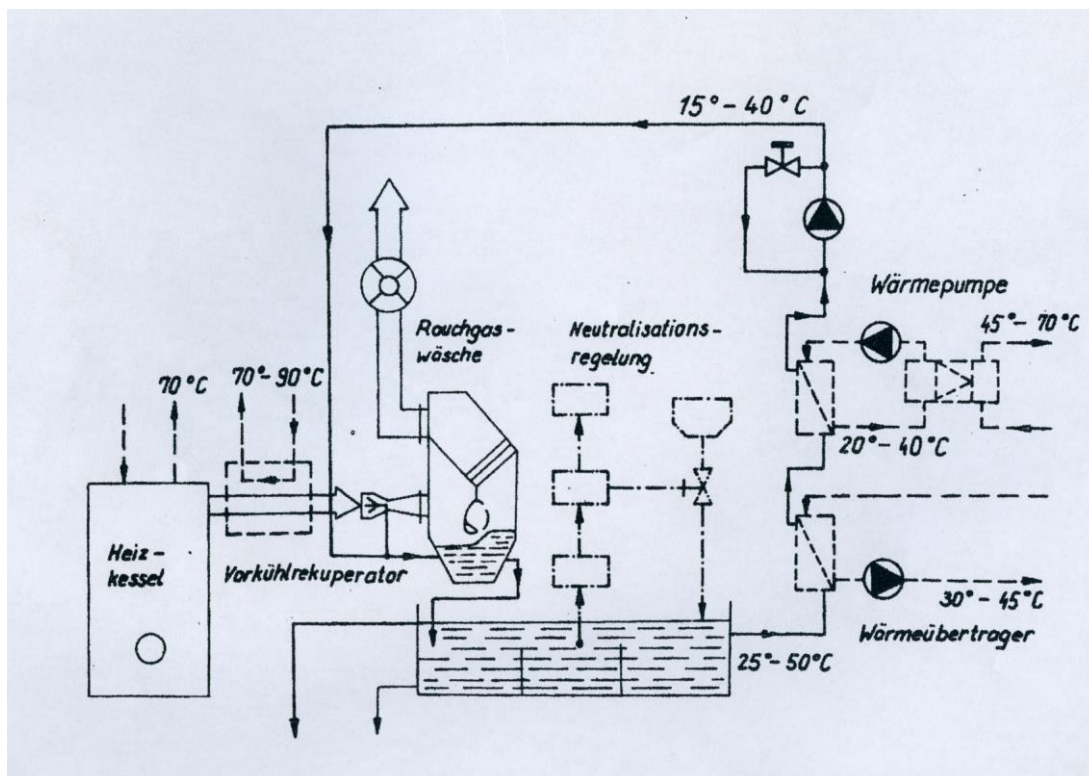 15° - 40°C
Wärmepumpe
45° - 70°C
Rauchgas-
wäsche
Neutralisations-
regelung
70°C
70° - 90°C
20° - 40°C
Heiz-
kessel
Vorkühlrekuperator
30° - 45°C
Wärmeübertrager
25° - 50°C